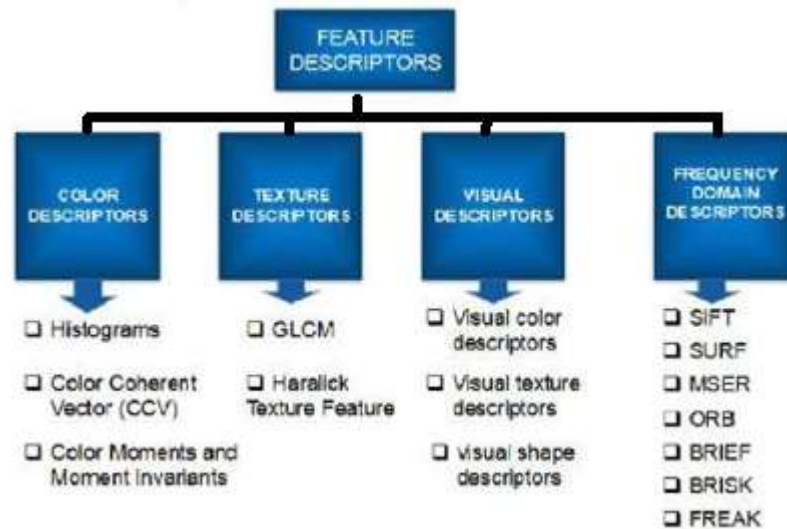 FEATURE
DESCRIPTORS
COLOR
DESCRIPTORS
TEXTURE
DESCRIPTORS
VISUAL
DESCRIPTORS
FREQUENCY
DOMAIN
DESCRIPTORS
❑ Histograms
❑ Color Coherent
Vector (CCV)
❑ Color Moments and
Moment Invariants
❑ GLCM
❑ Haralick
Texture Feature
❑ Visual color
descriptors
❑ Visual texture
descriptors
❑ visual shape
descriptors
❑ SIFT
❑ SURF
❑ MSER
❑ ORB
❑ BRIEF
❑ BRISK
❑ FREAK